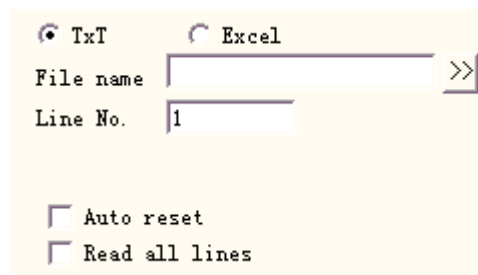 TxT Excel
File name >>
Line No. 1
Auto reset
Read all lines